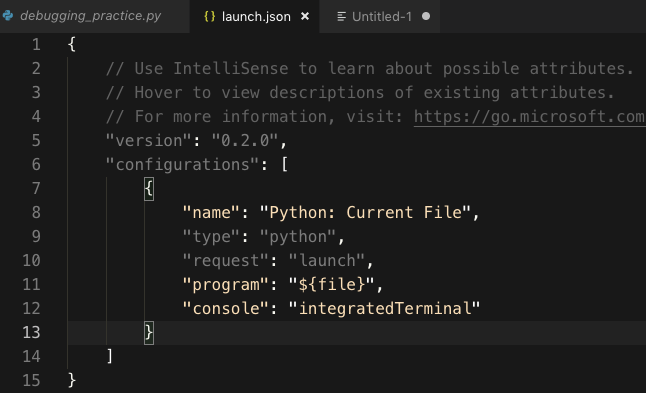 debugging_practice.py
{} launch.json ×
Untitled-1
1 {
2 // Use IntelliSense to learn about possible attributes.
3 // Hover to view descriptions of existing attributes.
4 // For more information, visit: https://go.microsoft.com
5 "version": "0.2.0",
6 "configurations": [
7 {
8 "name": "Python: Current File",
9 "type": "python",
10 "request": "launch",
11 "program": "${file}",
12 "console": "integratedTerminal"
13 }
14 ]
15 }